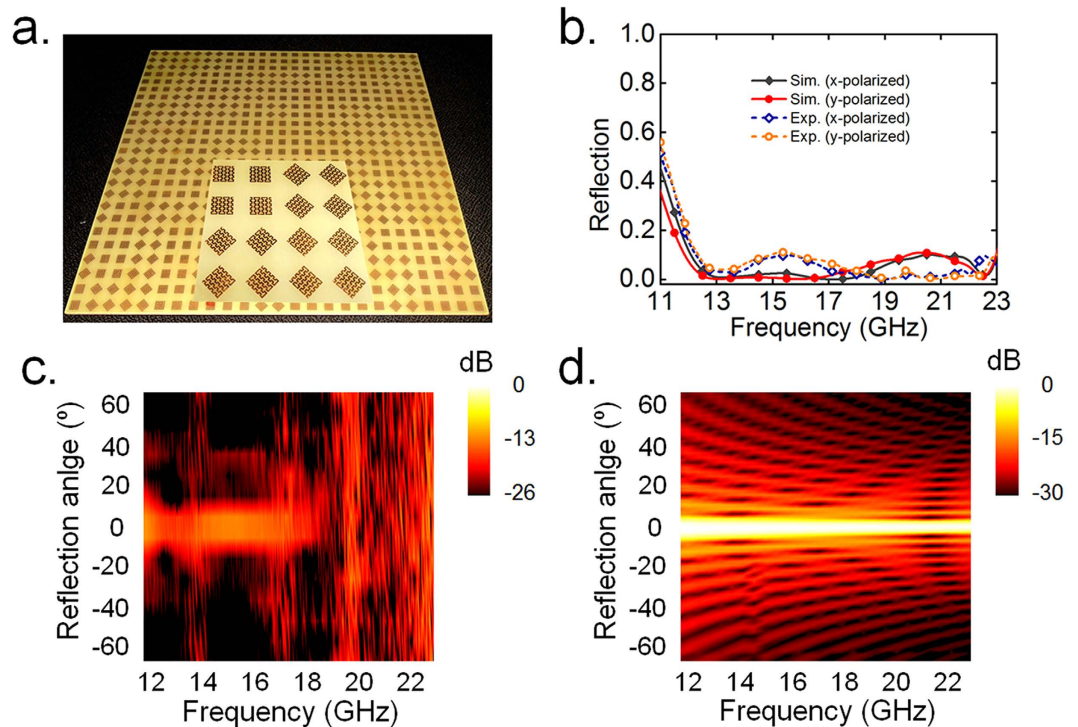 a.
b.
1.0
0.8
0.6
0.4
0.2
0.0
Reflection
Sim. (x-polarized)
Sim. (y-polarized)
Exp. (x-polarized)
Exp. (y-polarized)
11 13 15 17 19 21 23
Frequency (GHz)
c.
dB
0
-13
-26
60
40
20
0
-20
-40
-60
Reflection anlge (º)
12 14 16 18 20 22
Frequency (GHz)
d.
dB
0
-15
-30
60
40
20
0
-20
-40
-60
Reflection anlge (º)
12 14 16 18 20 22
Frequency (GHz)